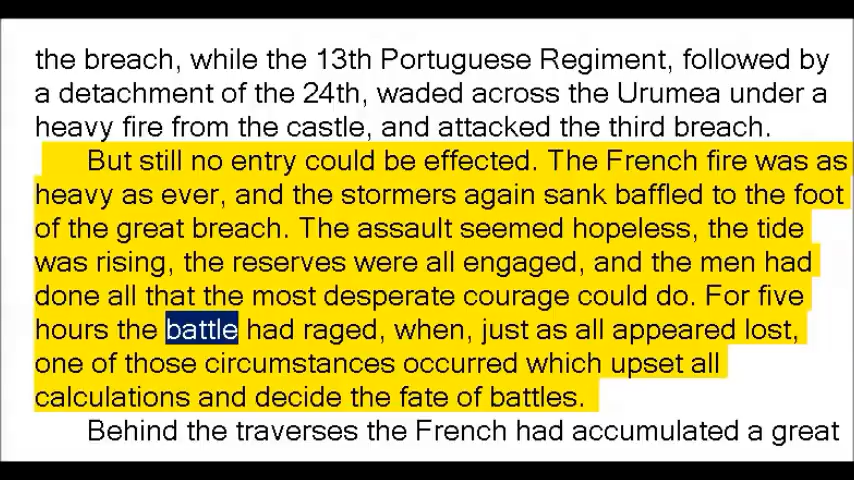 the breach, while the 13th Portuguese Regiment, followed by
a detachment of the 24th, waded across the Urumea under a
heavy fire from the castle, and attacked the third breach.
But still no entry could be effected. The French fire was as
heavy as ever, and the stormers again sank baffled to the foot
of the great breach. The assault seemed hopeless, the tide
was rising, the reserves were all engaged, and the men had
done all that the most desperate courage could do. For five
hours the battle had raged, when, just as all appeared lost,
one of those circumstances occurred which upset all
calculations and decide the fate of battles.
Behind the traverses the French had accumulated a great